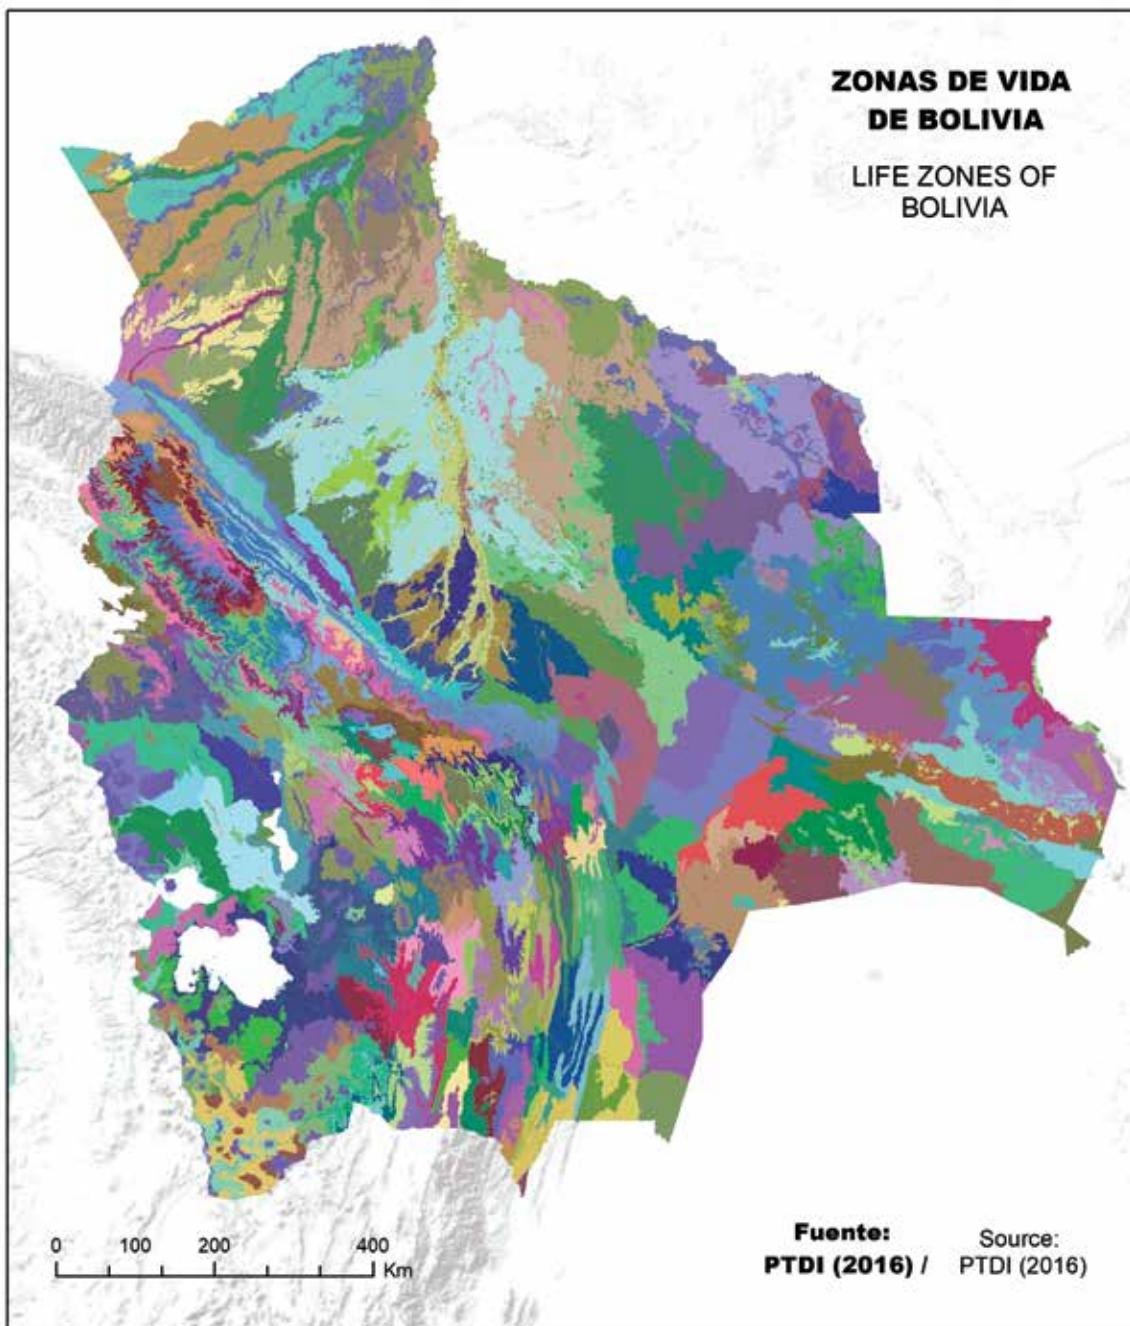 ZONAS DE VIDA
DE BOLIVIA
LIFE ZONES OF
BOLIVIA
0 100 200 400
Km
Fuente:
PTDI (2016) /
Source:
PTDI (2016)